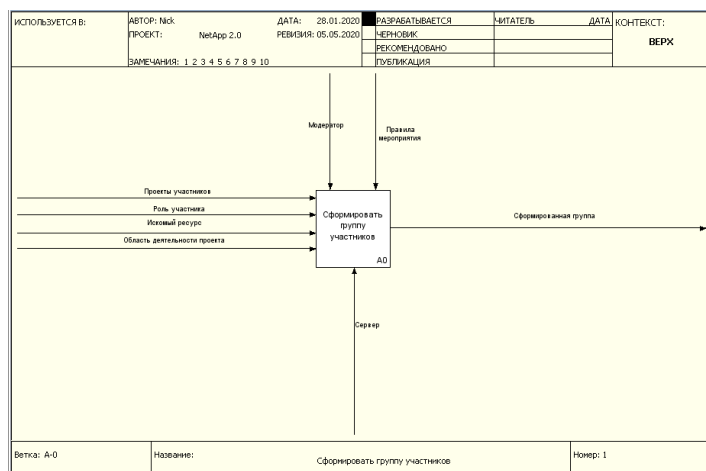 ИСПОЛЬЗУЕТСЯ В:
АВТОР: Nick
ДАТА: 28.01.2020
РАЗРАБАТЫВАЕТСЯ
ЧИТАТЕЛЬ
ДАТА
КОНТЕКСТ:
ПРОЕКТ: NetApp 2.0
РЕВИЗИЯ: 05.05.2020
ЧЕРНОВИК
ВЕРХ
РЕКОМЕНДОВАНО
ЗАМЕЧАНИЯ: 1 2 3 4 5 6 7 8 9 10
ПУБЛИКАЦИЯ
Модератор
Правила
мероприятия
Проекты участников
Роль участника
Искомый ресурс
Область деятельности проекта
Сформировать
группу
участников
A0
Сформированная группа
Сервер
Ветка: A-0
Название:
Сформировать группу участников
Номер: 1